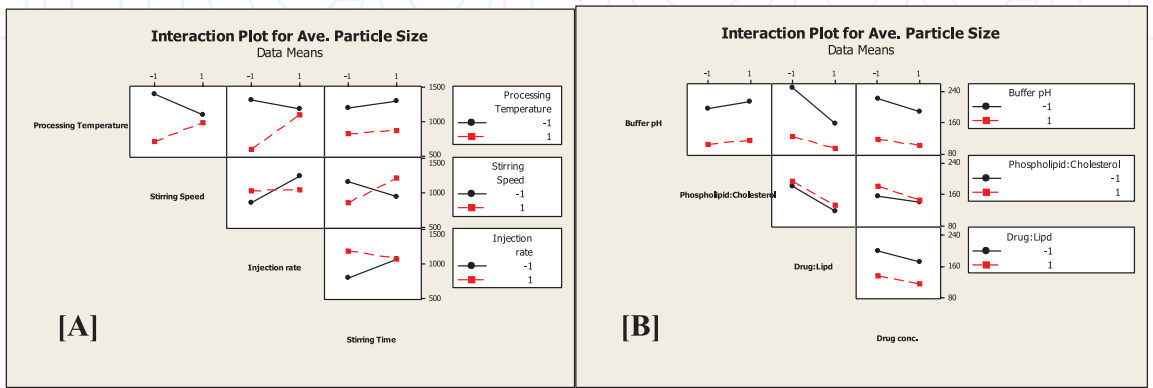 Interaction Plot for Ave. Particle Size
Data Means
-1 1 -1 1 -1 1
Processing Temperature
1500
1000
500
Processing
Temperature
-1
1
Stirring Speed
1500
1000
500
Stirring
Speed
-1
1
Injection rate
1500
1000
500
Injection
rate
-1
1
Stirring Time
[A]
Interaction Plot for Ave. Particle Size
Data Means
-1 1 -1 1 -1 1
Buffer pH
240
160
80
Buffer pH
-1
1
Phospholipid:Cholesterol
240
160
80
Phospholipid:Cholesterol
-1
1
Drug:Lipd
240
160
80
Drug:Lipd
-1
1
Drug conc.
[B]